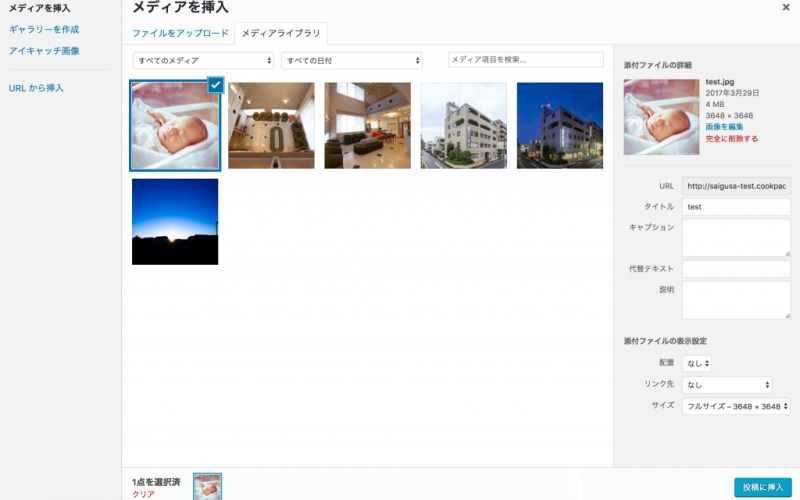 メディアを挿入
ギャラリーを作成
アイキャッチ画像
URL から挿入
メディアを挿入
×
ファイルをアップロード
メディアライブラリ
すべてのメディア
すべての日付
メディア項目を検索...
添付ファイルの詳細
test.jpg
2017年3月29日
4 MB
3648 × 3648
画像を編集
完全に削除する
URL http://saigusa-test.cookpac
タイトル test
キャプション
代替テキスト
説明
添付ファイルの表示設定
配置 なし
リンク先 なし
サイズ フルサイズ – 3648 × 3648
1点を選択済
クリア
投稿に挿入